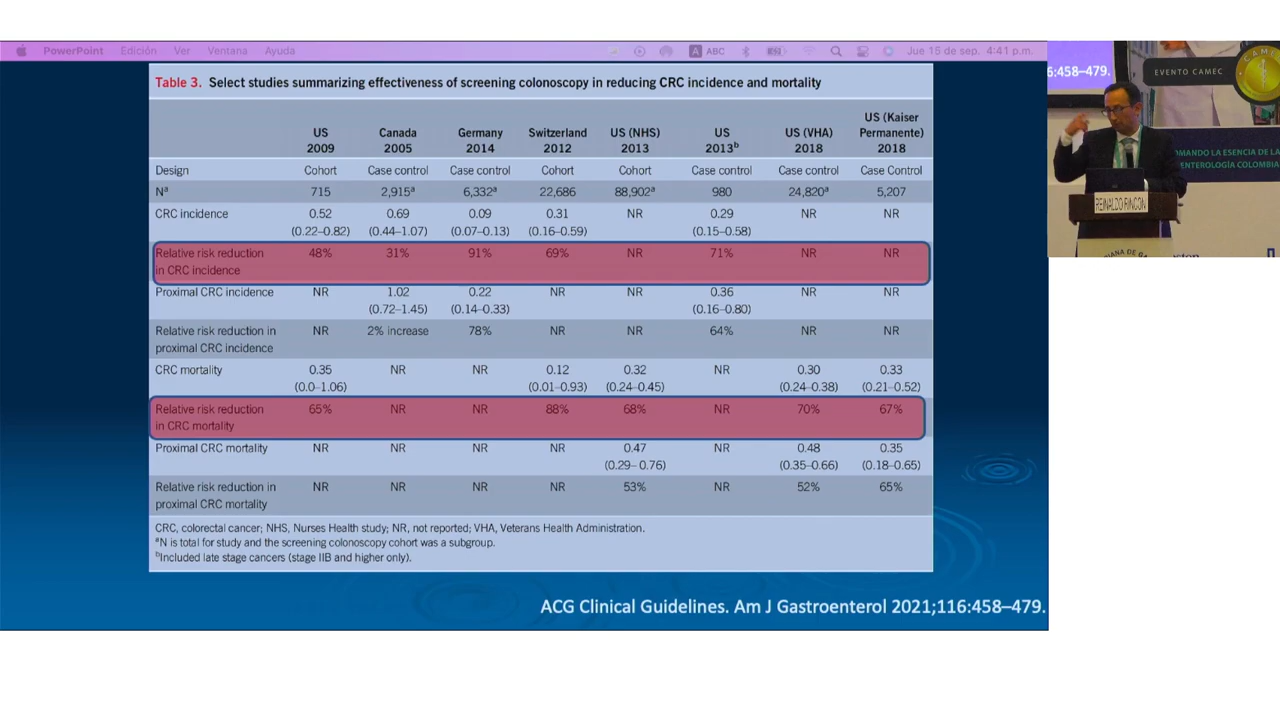 PowerPoint Edición Ver Ventana Ayuda
A ABC Jue 15 de sep. 4:41 p.m.
Table 3. Select studies summarizing effectiveness of screening colonoscopy in reducing CRC incidence and mortality
US 2009 Canada 2005 Germany 2014 Switzerland 2012 US (NHS) 2013 US 2013ᵇ US (VHA) 2018 US (Kaiser Permanente) 2018
Design Cohort Case control Case control Cohort Cohort Case control Case control Case Control
Nᵃ 715 2,915ᵃ 6,332ᵃ 22,686 88,902ᵃ 980 24,820ᵃ 5,207
CRC incidence 0.52 0.69 0.09 0.31 NR 0.29 NR NR
(0.22–0.82) (0.44–1.07) (0.07–0.13) (0.16–0.59) (0.15–0.58)
Relative risk reduction 48% 31% 91% 69% NR 71% NR NR
in CRC incidence
Proximal CRC incidence NR 1.02 0.22 NR NR 0.36 NR NR
(0.72–1.45) (0.14–0.33) (0.16–0.80)
Relative risk reduction in NR 2% increase 78% NR NR 64% NR NR
proximal CRC incidence
CRC mortality 0.35 NR NR 0.12 0.32 NR 0.30 0.33
(0.0–1.06) (0.01–0.93) (0.24–0.45) (0.24–0.38) (0.21–0.52)
Relative risk reduction 65% NR NR 88% 68% NR 70% 67%
in CRC mortality
Proximal CRC mortality NR NR NR NR 0.47 NR 0.48 0.35
(0.29–0.76) (0.35–0.66) (0.18–0.65)
Relative risk reduction in NR NR NR NR 53% NR 52% 65%
proximal CRC mortality
CRC, colorectal cancer; NHS, Nurses Health study; NR, not reported; VHA, Veterans Health Administration.
ᵃN is total for study and the screening colonoscopy cohort was a subgroup.
ᵇIncluded late stage cancers (stage IIB and higher only).
ACG Clinical Guidelines. Am J Gastroenterol 2021;116:458–479.
6:458–479.
EVENTO CAMEC
CAMEC
OMANDO LA ESENCIA DE LA
ENTEROLOGÍA COLOMBIA
REINALDO RINCON
IANA DE GA